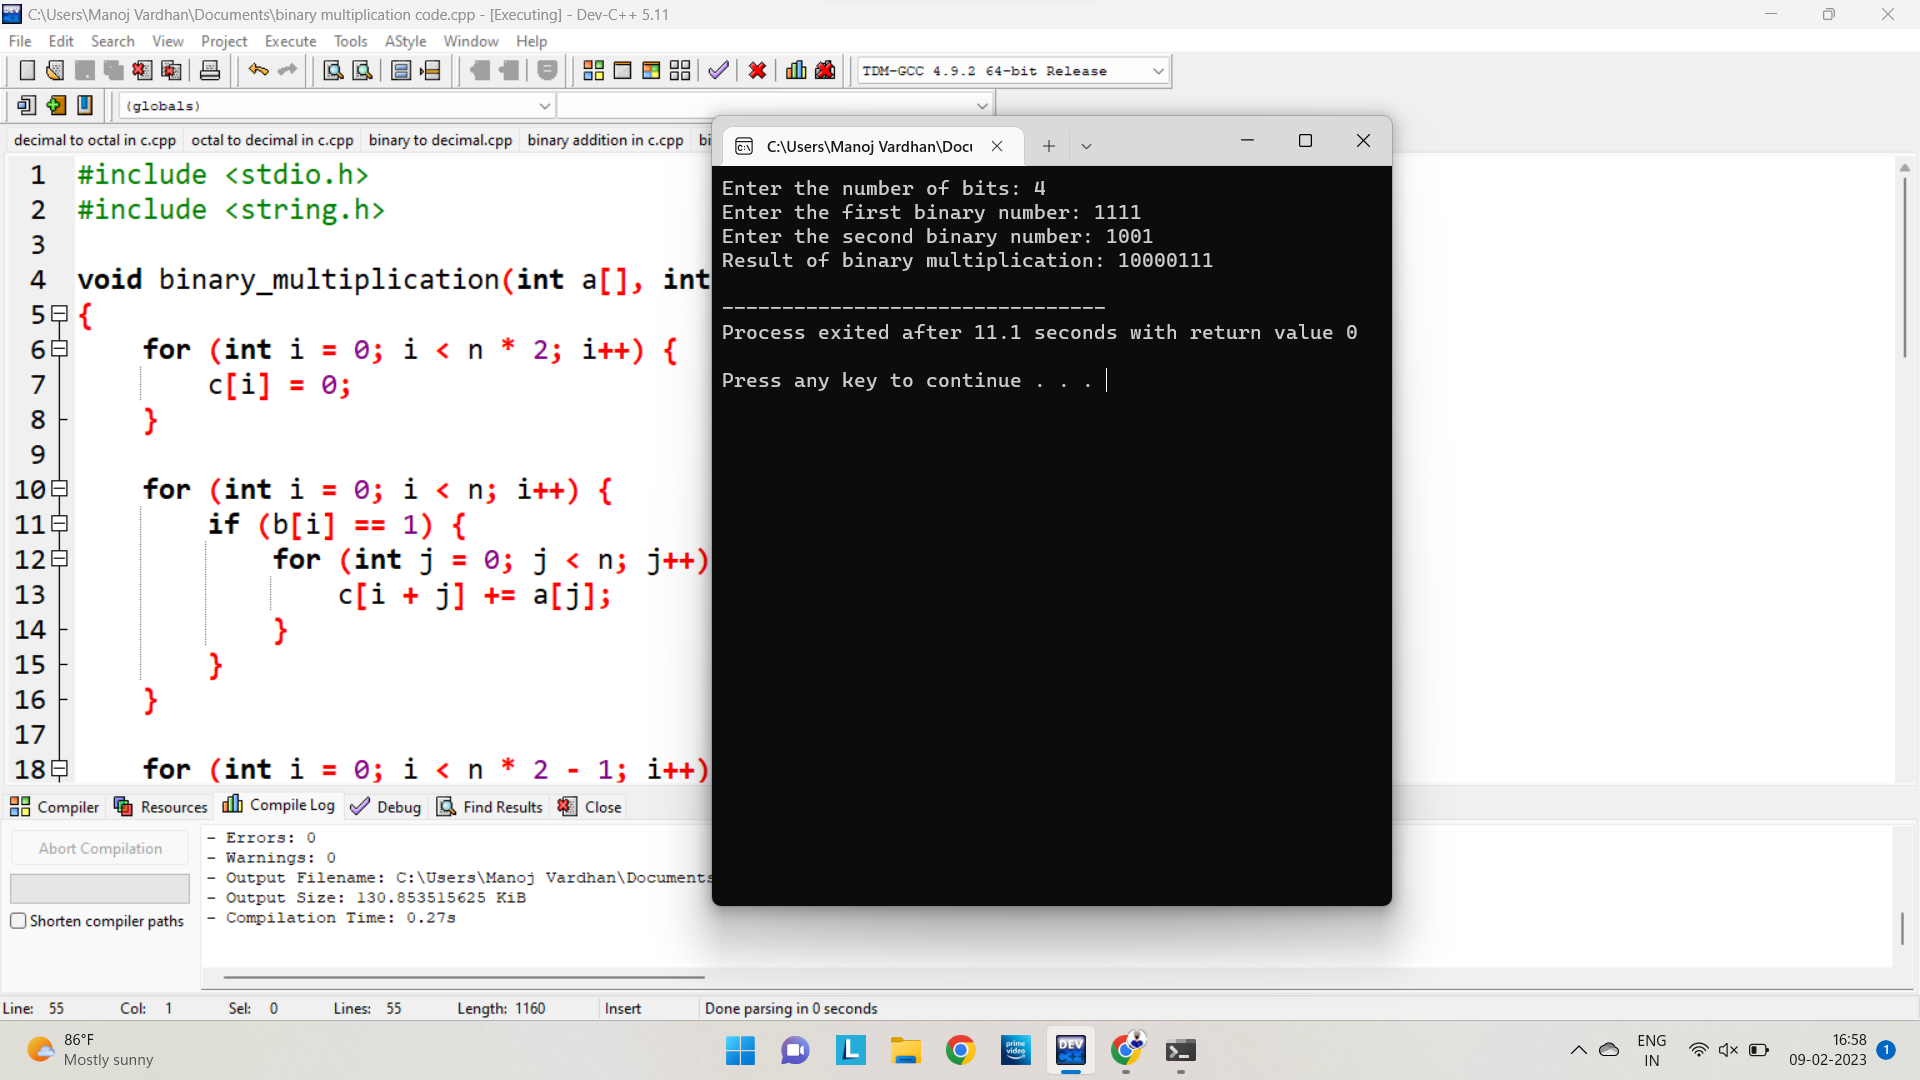 C:\Users\Manoj Vardhan\Documents\binary multiplication code.cpp - [Executing] - Dev-C++ 5.11
File Edit Search View Project Execute Tools AStyle Window Help
TDM-GCC 4.9.2 64-bit Release
(globals)
decimal to octal in c.cpp octal to decimal in c.cpp binary to decimal.cpp binary addition in c.cpp bi
1 #include <stdio.h>
2 #include <string.h>
3
4 void binary_multiplication(int a[], int
5 {
6 for (int i = 0; i < n * 2; i++) {
7 c[i] = 0;
8 }
9
10 for (int i = 0; i < n; i++) {
11 if (b[i] == 1) {
12 for (int j = 0; j < n; j++)
13 c[i + j] += a[j];
14 }
15 }
16 }
17
18 for (int i = 0; i < n * 2 - 1; i++)
C:\Users\Manoj Vardhan\Docu
Enter the number of bits: 4
Enter the first binary number: 1111
Enter the second binary number: 1001
Result of binary multiplication: 10000111
--------------------------------
Process exited after 11.1 seconds with return value 0
Press any key to continue . . .
Compiler Resources Compile Log Debug Find Results Close
Abort Compilation
Shorten compiler paths
- Errors: 0
- Warnings: 0
- Output Filename: C:\Users\Manoj Vardhan\Documents
- Output Size: 130.853515625 KiB
- Compilation Time: 0.27s
Line: 55 Col: 1 Sel: 0 Lines: 55 Length: 1160 Insert Done parsing in 0 seconds
86°F
Mostly sunny
L
prime
video
DEV
C++
ENG
IN
16:58
09-02-2023
1